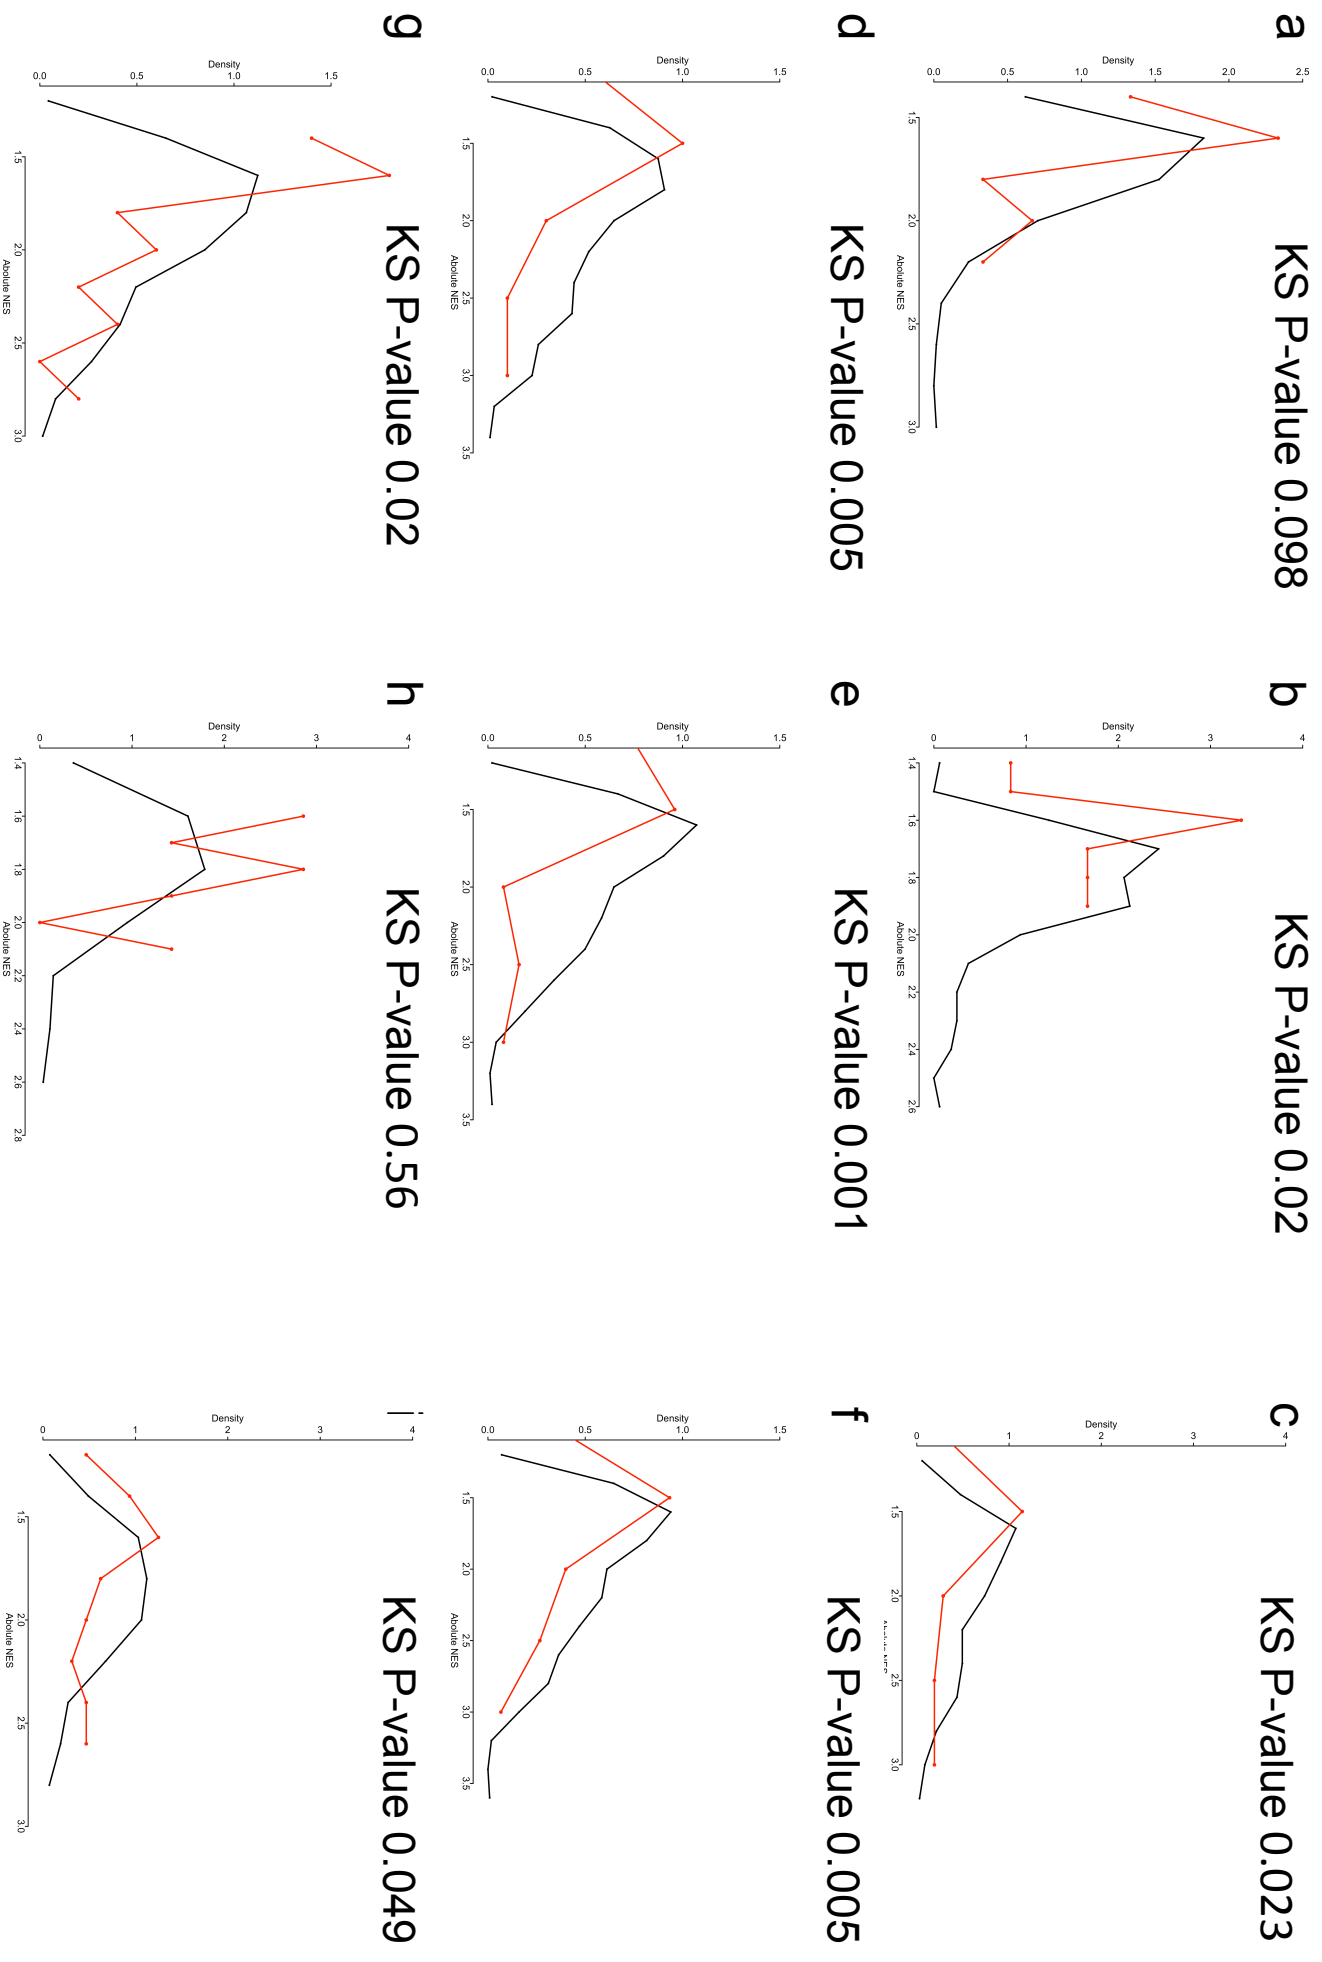 a
KS P-value 0.098
Density
0.0 0.5 1.0 1.5 2.0 2.5
1.5 2.0 2.5 3.0
Abolute NES
b
KS P-value 0.02
Density
0 1 2 3 4
1.4 1.6 1.8 2.0 2.2 2.4 2.6
Abolute NES
c
KS P-value 0.023
Density
0 1 2 3 4
1.5 2.0 2.5 3.0
d
KS P-value 0.005
Density
0.0 0.5 1.0 1.5
1.5 2.0 2.5 3.0 3.5
Abolute NES
e
KS P-value 0.001
Density
0.0 0.5 1.0 1.5
1.5 2.0 2.5 3.0 3.5
Abolute NES
f
KS P-value 0.005
Density
0.0 0.5 1.0 1.5
1.5 2.0 2.5 3.0 3.5
Abolute NES
g
KS P-value 0.02
Density
0.0 0.5 1.0 1.5
1.5 2.0 2.5 3.0
Abolute NES
h
KS P-value 0.56
Density
0 1 2 3 4
1.4 1.6 1.8 2.0 2.2 2.4 2.6 2.8
Abolute NES
i
KS P-value 0.049
Density
0 1 2 3 4
1.5 2.0 2.5 3.0
Abolute NES